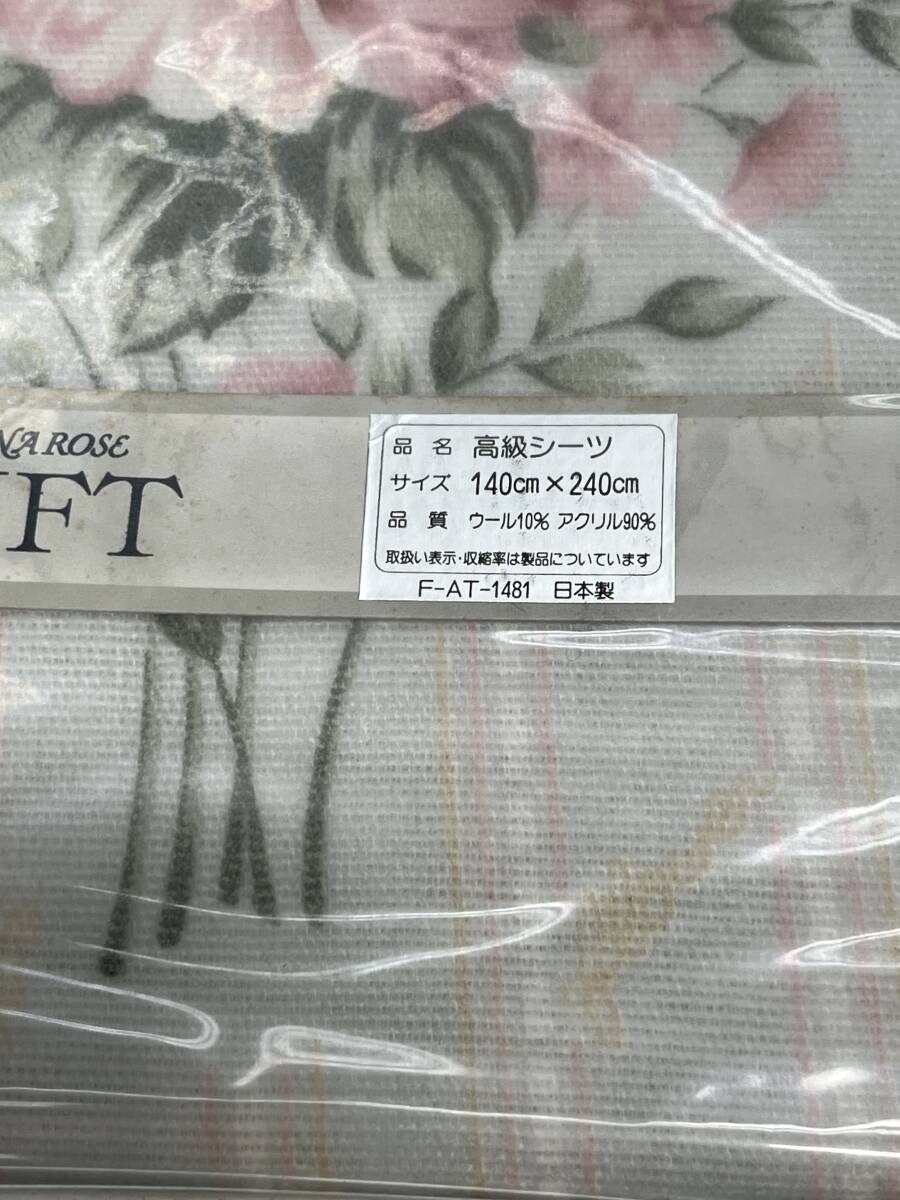 NA ROSE
FT
品名 高級シーツ
サイズ 140cm×240cm
品質 ウール10% アクリル90%
取扱い表示・収縮率は製品についています
F-AT-1481 日本製